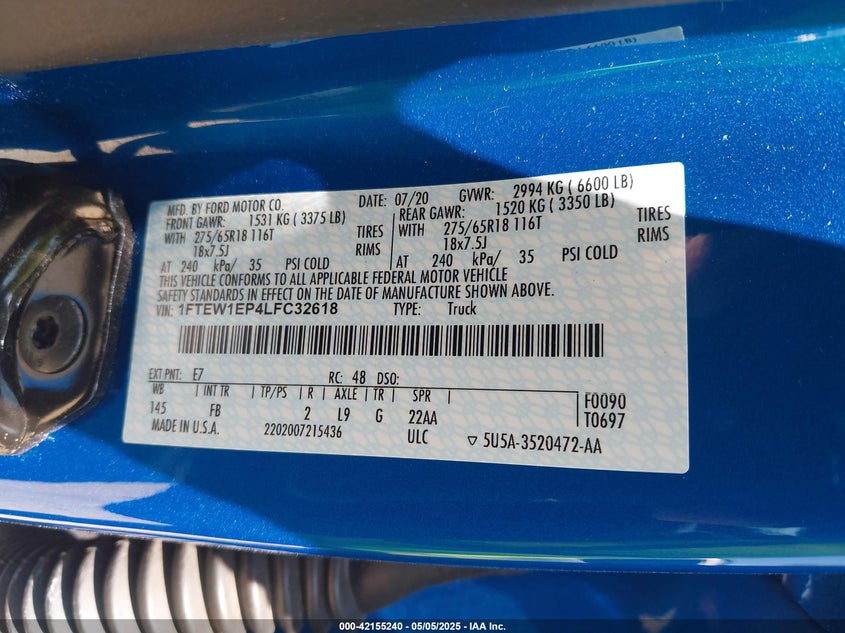 6600 (B)
MFD. BY FORD MOTOR CO. DATE: 07/20 GVWR: 2994 KG ( 6600 LB)
FRONT GAWR: 1531 KG ( 3375 LB) REAR GAWR: 1520 KG ( 3350 LB)
WITH 275/65R18 116T TIRES WITH 275/65R18 116T TIRES
18x7.5J RIMS 18x7.5J RIMS
AT 240 kPa/ 35 PSI COLD AT 240 kPa/ 35 PSI COLD
THIS VEHICLE CONFORMS TO ALL APPLICABLE FEDERAL MOTOR VEHICLE
SAFETY STANDARDS IN EFFECT ON THE DATE OF MANUFACTURE SHOWN ABOVE.
VIN: 1FTEW1EP4LFC32618 TYPE: Truck
EXT PNT: E7 RC: 48 DSO:
WB INT TR TP/PS R AXLE TR SPR F0090
145 FB 2 L9 G 22AA T0697
MADE IN U.S.A. 2202007215436 ULC ▽ 5U5A-3520472-AA
000-42155240 - 05/05/2025 - IAA Inc.